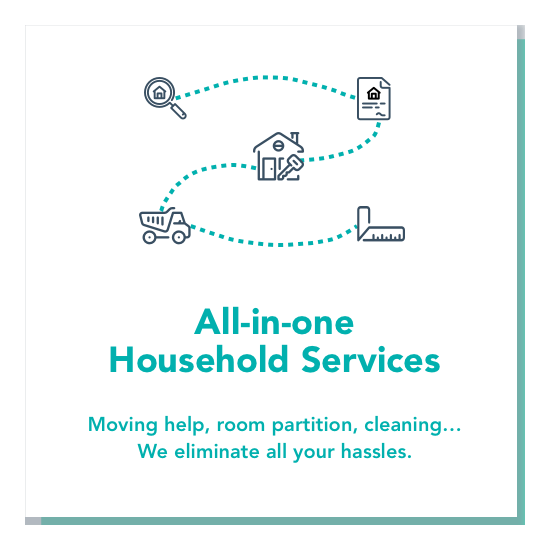 All-in-one
Household Services
Moving help, room partition, cleaning...
We eliminate all your hassles.